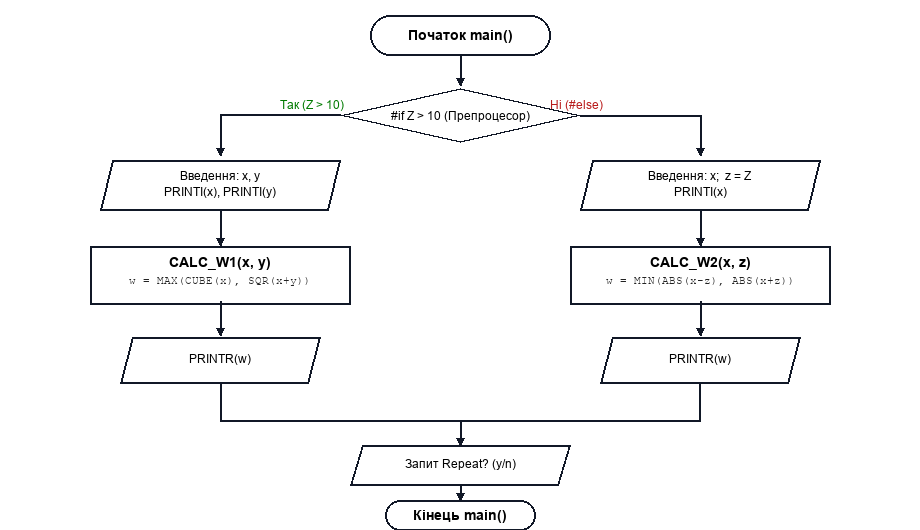 Початок main()
Так (Z > 10)
Ні (#else)
#if Z > 10 (Препроцесор)
Введення: x, y
PRINTI(x), PRINTI(y)
Введення: x; z = Z
PRINTI(x)
CALC_W1(x, y)
w = MAX(CUBE(x), SQR(x+y))
CALC_W2(x, z)
w = MIN(ABS(x-z), ABS(x+z))
PRINTR(w)
PRINTR(w)
Запит Repeat? (y/n)
Кінець main()